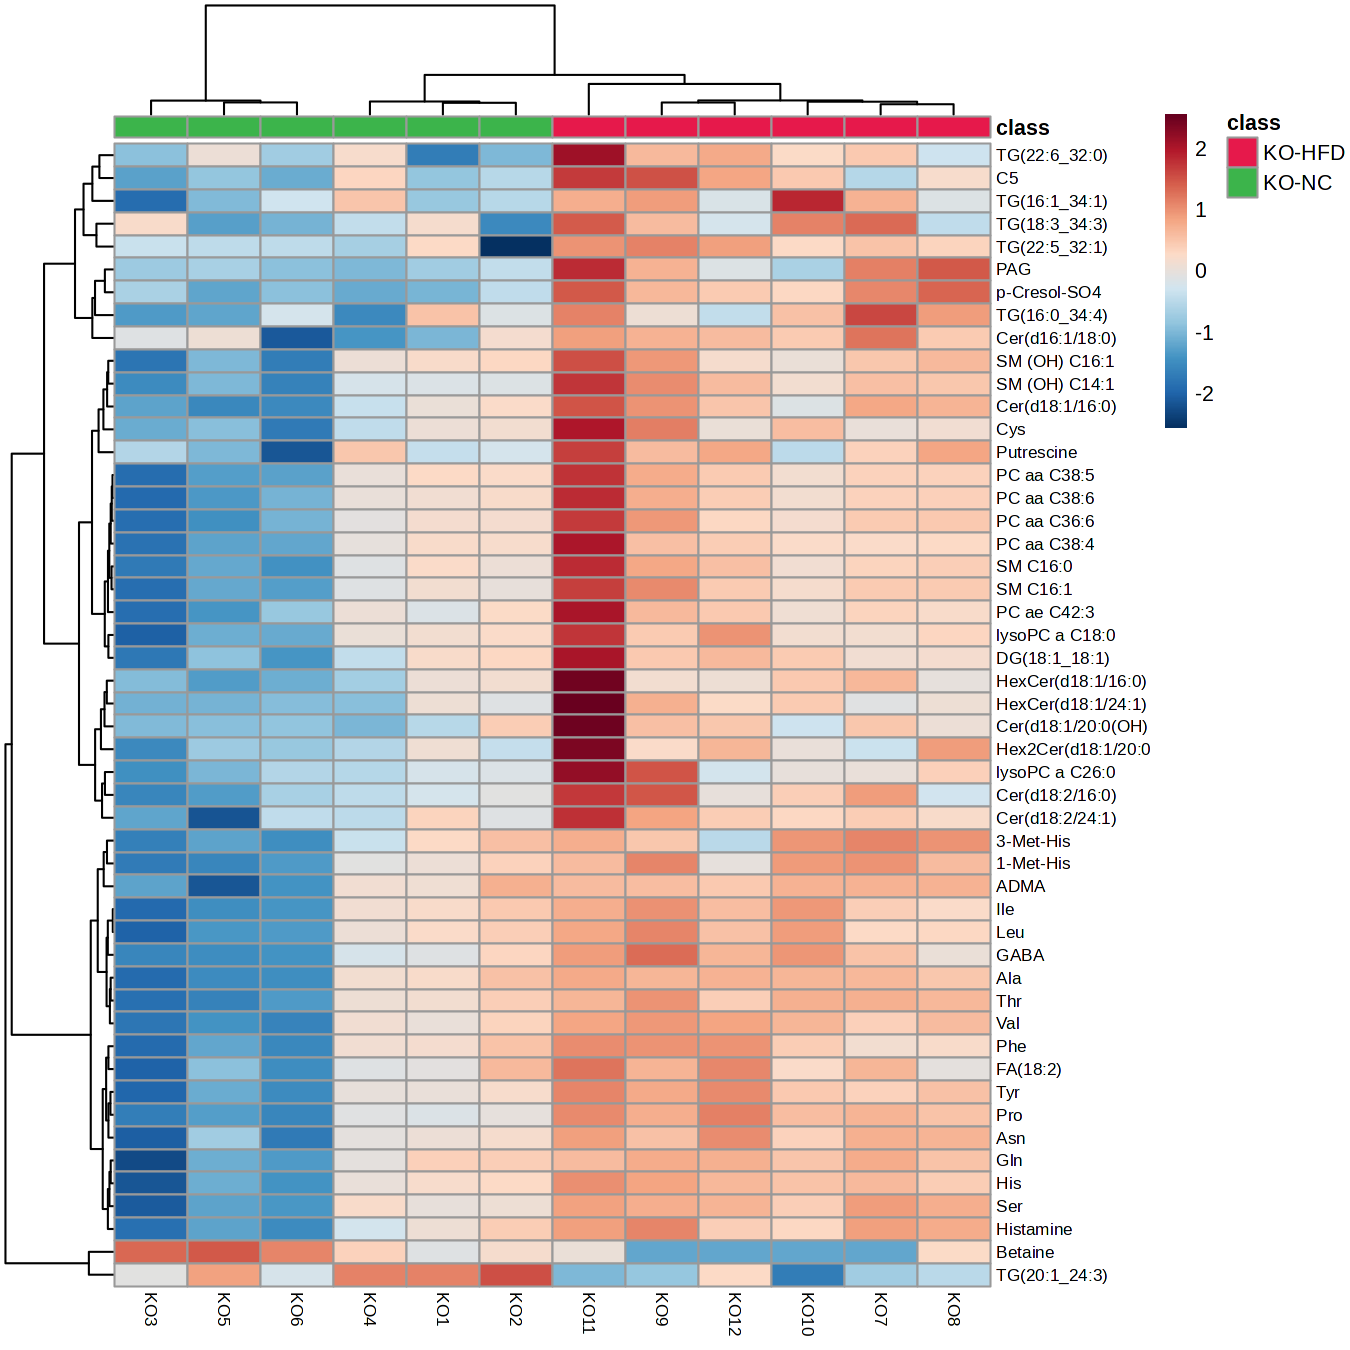 class
TG(22:6_32:0)
C5
TG(16:1_34:1)
TG(18:3_34:3)
TG(22:5_32:1)
PAG
p-Cresol-SO4
TG(16:0_34:4)
Cer(d16:1/18:0)
SM (OH) C16:1
SM (OH) C14:1
Cer(d18:1/16:0)
Cys
Putrescine
PC aa C38:5
PC aa C38:6
PC aa C36:6
PC aa C38:4
SM C16:0
SM C16:1
PC ae C42:3
lysoPC a C18:0
DG(18:1_18:1)
HexCer(d18:1/16:0)
HexCer(d18:1/24:1)
Cer(d18:1/20:0(OH)
Hex2Cer(d18:1/20:0
lysoPC a C26:0
Cer(d18:2/16:0)
Cer(d18:2/24:1)
3-Met-His
1-Met-His
ADMA
Ile
Leu
GABA
Ala
Thr
Val
Phe
FA(18:2)
Tyr
Pro
Asn
Gln
His
Ser
Histamine
Betaine
TG(20:1_24:3)
KO3
KO5
KO6
KO4
KO1
KO2
KO11
KO9
KO12
KO10
KO7
KO8
2
1
0
-1
-2
class
KO-HFD
KO-NC